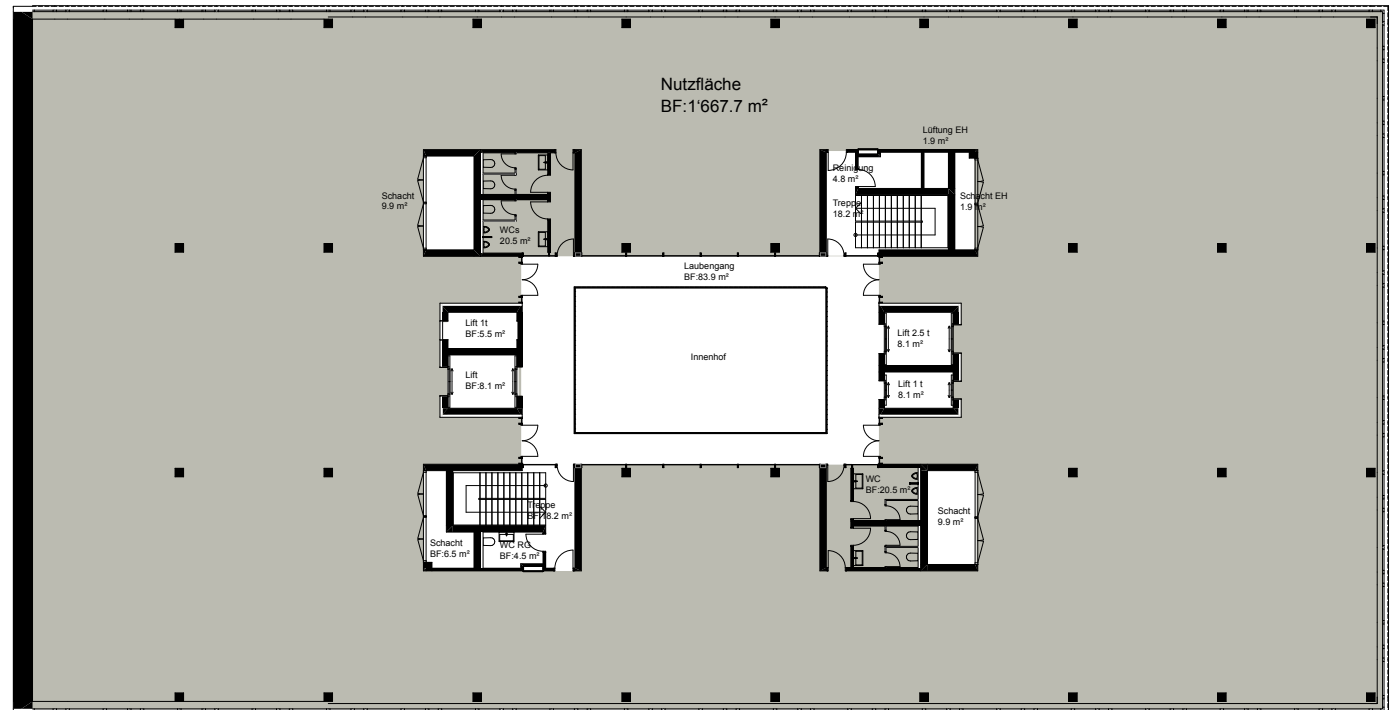 Nutzfläche
BF:1'667.7 m²
Lüftung EH
1.9 m²
Reinigung
4.8 m²
Schacht
9.9 m²
Treppe
18.2 m²
Schacht EH
1.9 m²
WCs
20.5 m²
Laubengang
BF:83.9 m²
Lift 1t
BF:5.5 m²
Lift 2.5 t
8.1 m²
Innenhof
Lift
BF:8.1 m²
Lift 1 t
8.1 m²
WC
BF:20.5 m²
Treppe
BF:18.2 m²
Schacht
9.9 m²
Schacht
BF:6.5 m²
WC RG
BF:4.5 m²